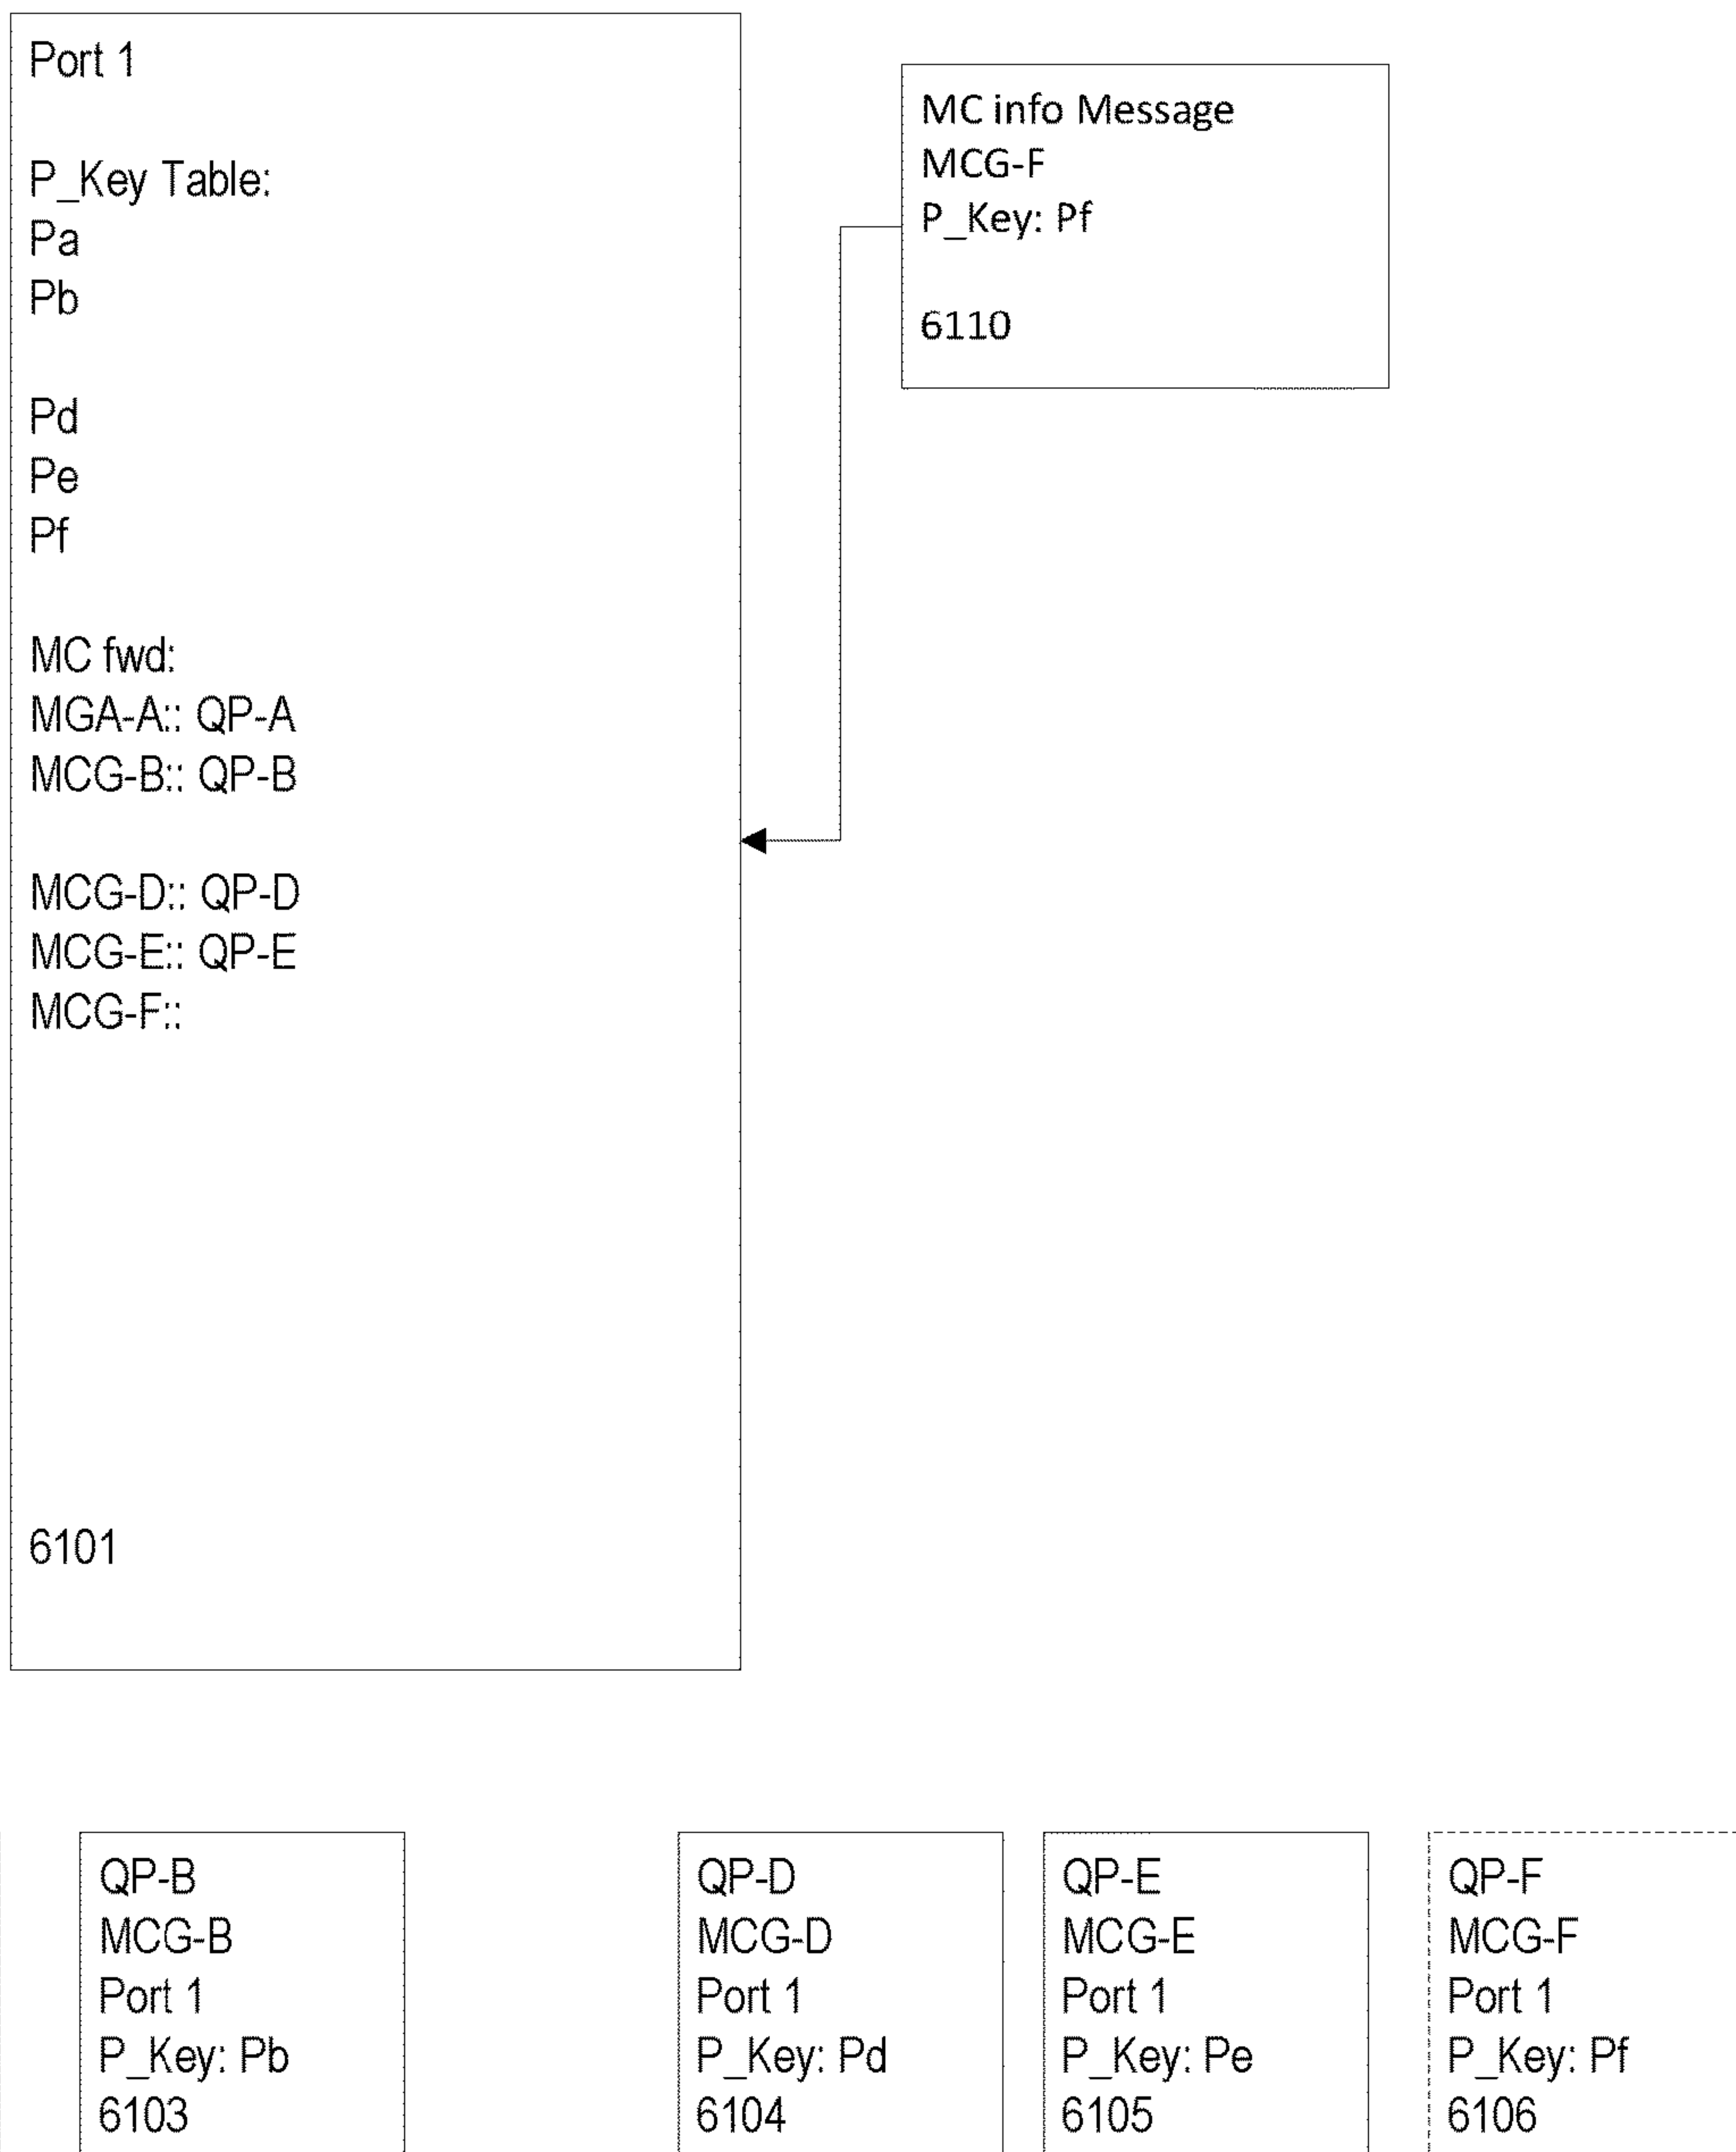 Port 1
P_Key Table:
Pa
Pb
Pd
Pe
Pf
MC fwd:
MGA-A:: QP-A
MCG-B:: QP-B
MCG-D:: QP-D
MCG-E:: QP-E
MCG-F::
6101
MC info Message
MCG-F
P_Key: Pf
6110
QP-B
MCG-B
Port 1
P_Key: Pb
6103
QP-D
MCG-D
Port 1
P_Key: Pd
6104
QP-E
MCG-E
Port 1
P_Key: Pe
6105
QP-F
MCG-F
Port 1
P_Key: Pf
6106